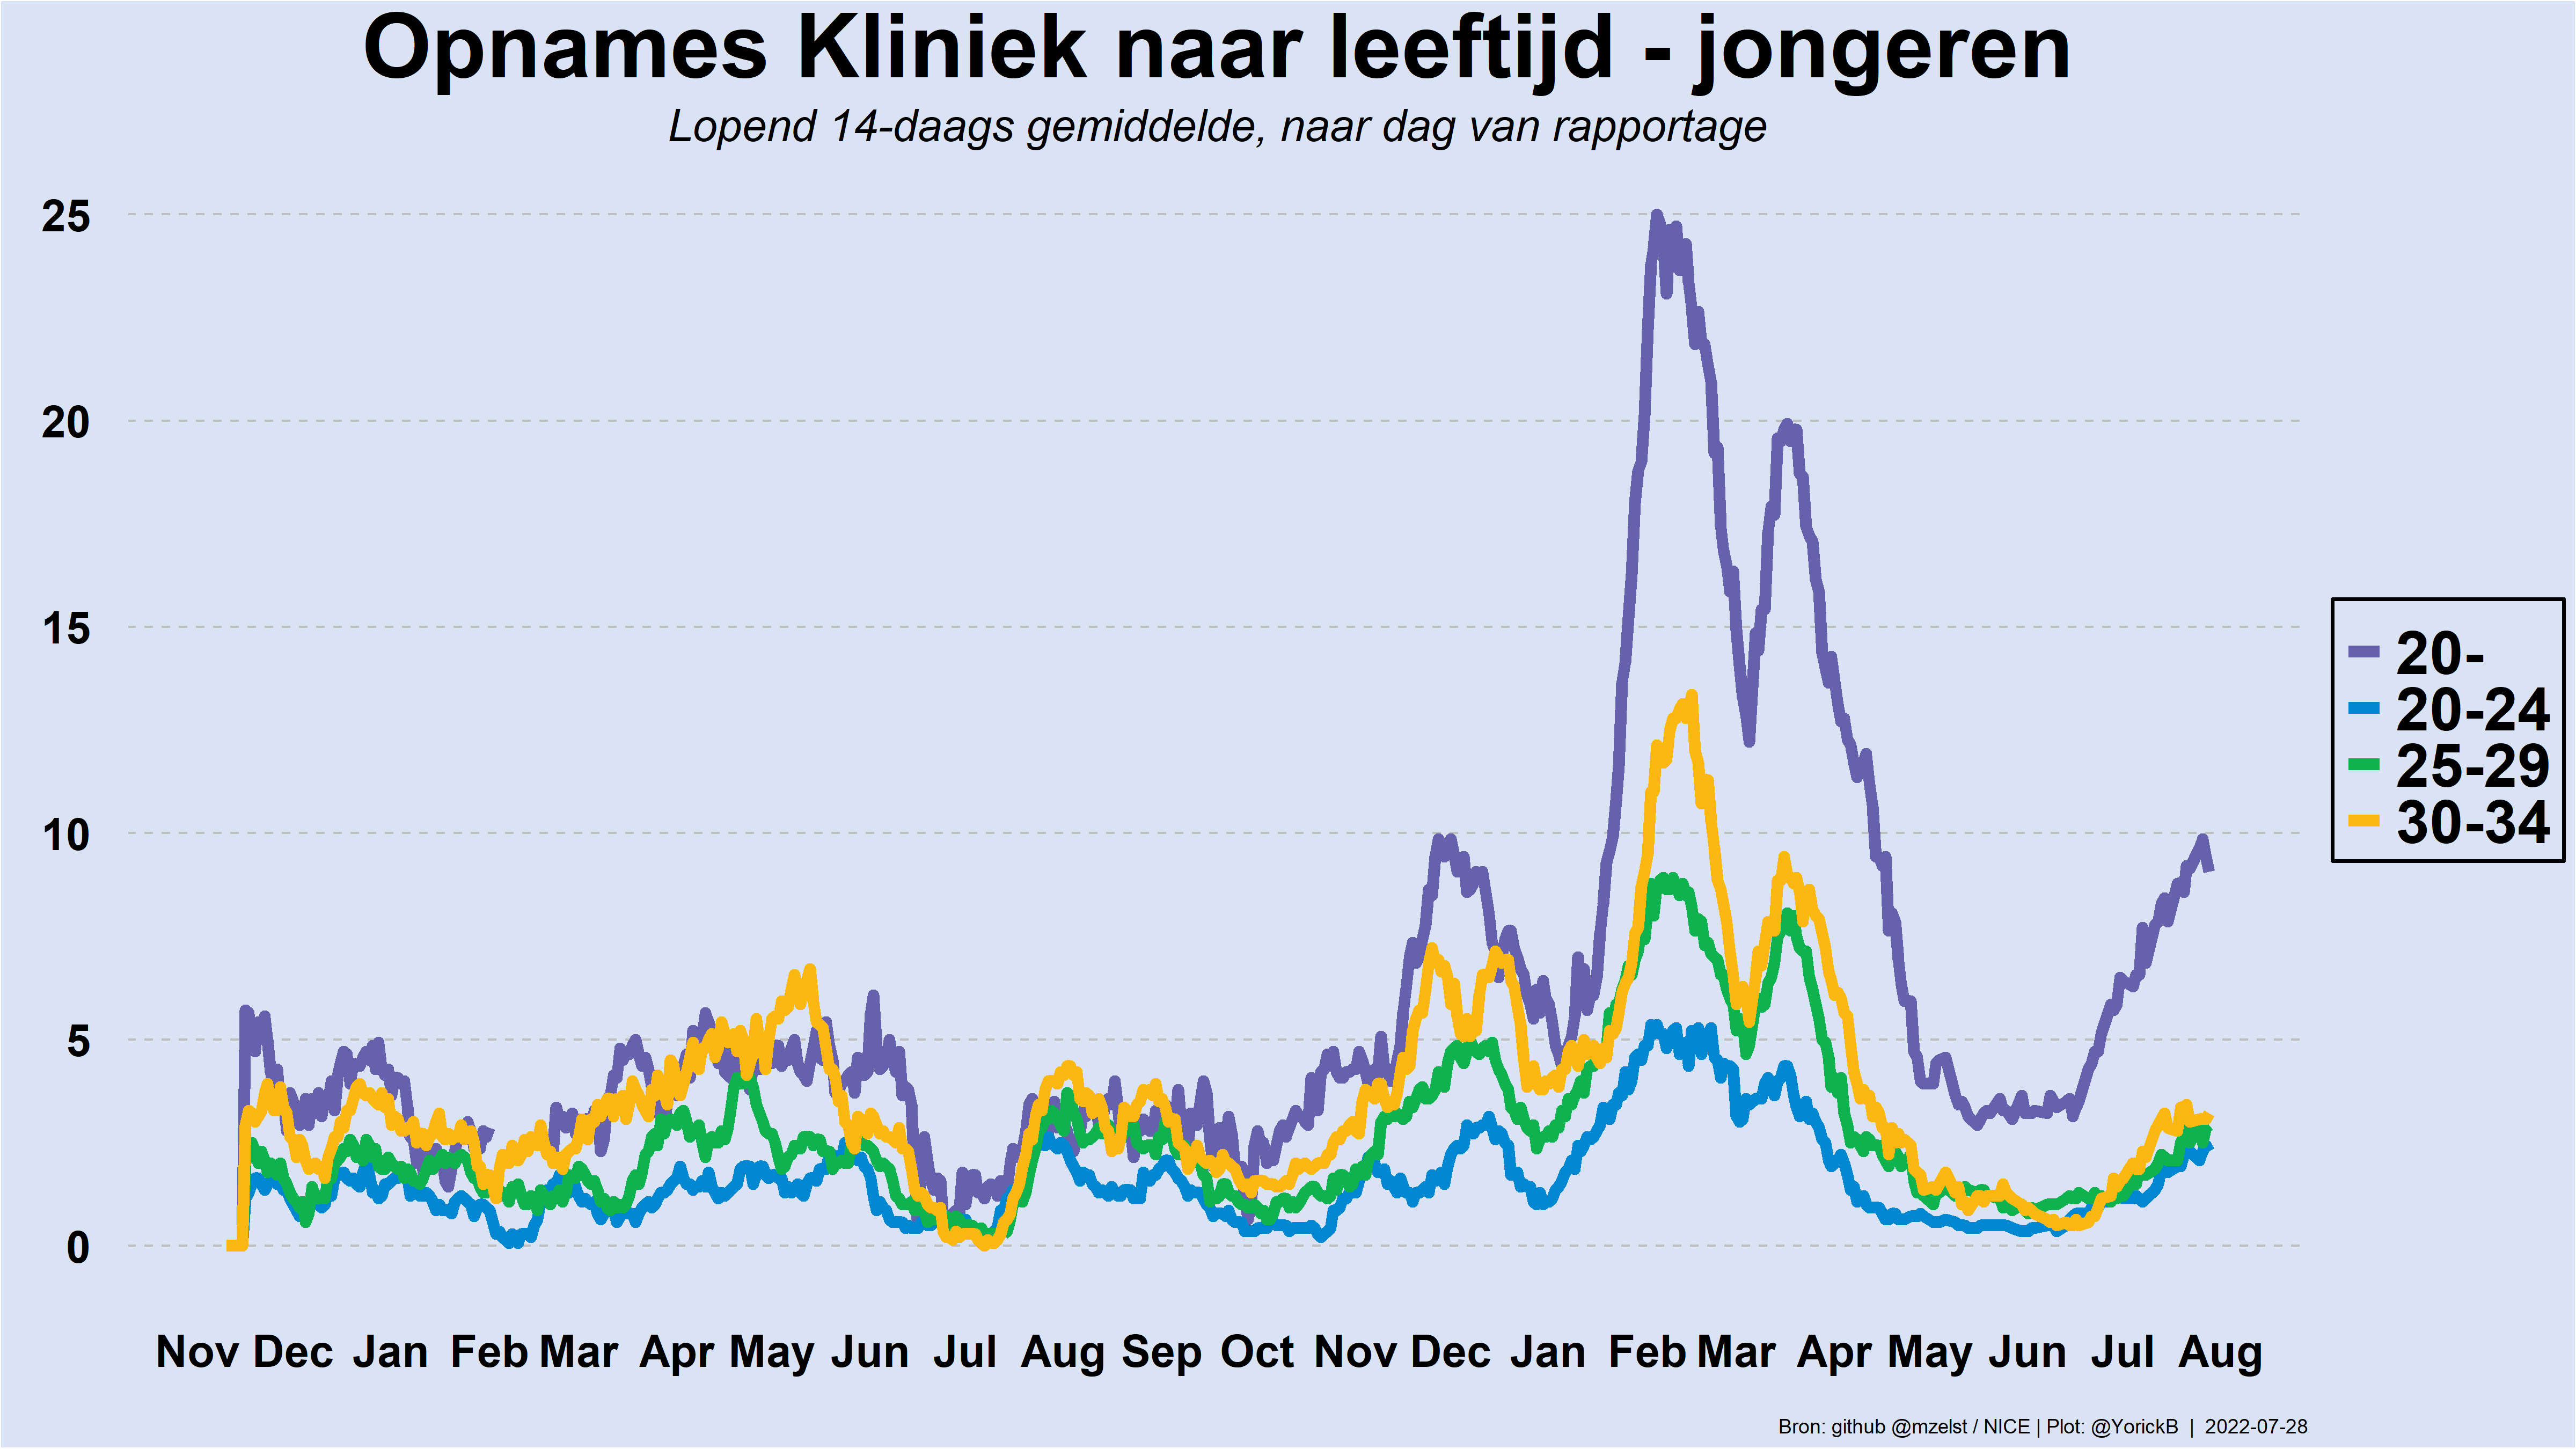 Opnames Kliniek naar leeftijd - jongeren
Lopend 14-daags gemiddelde, naar dag van rapportage
25
20
15
10
5
0
20-
20-24
25-29
30-34
Nov Dec Jan Feb Mar Apr May Jun Jul Aug Sep Oct Nov Dec Jan Feb Mar Apr May Jun Jul Aug
Bron: github @mzelst / NICE | Plot: @YorickB | 2022-07-28